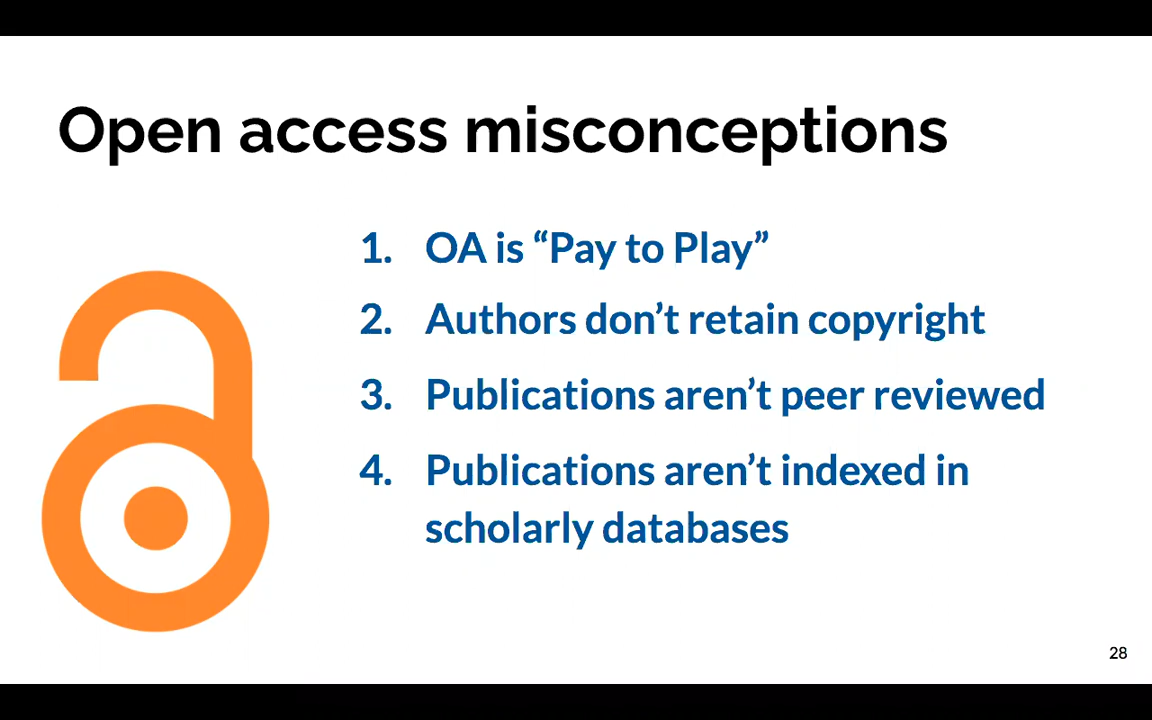 Open access misconceptions
1. OA is “Pay to Play”
2. Authors don’t retain copyright
3. Publications aren’t peer reviewed
4. Publications aren’t indexed in
scholarly databases
28